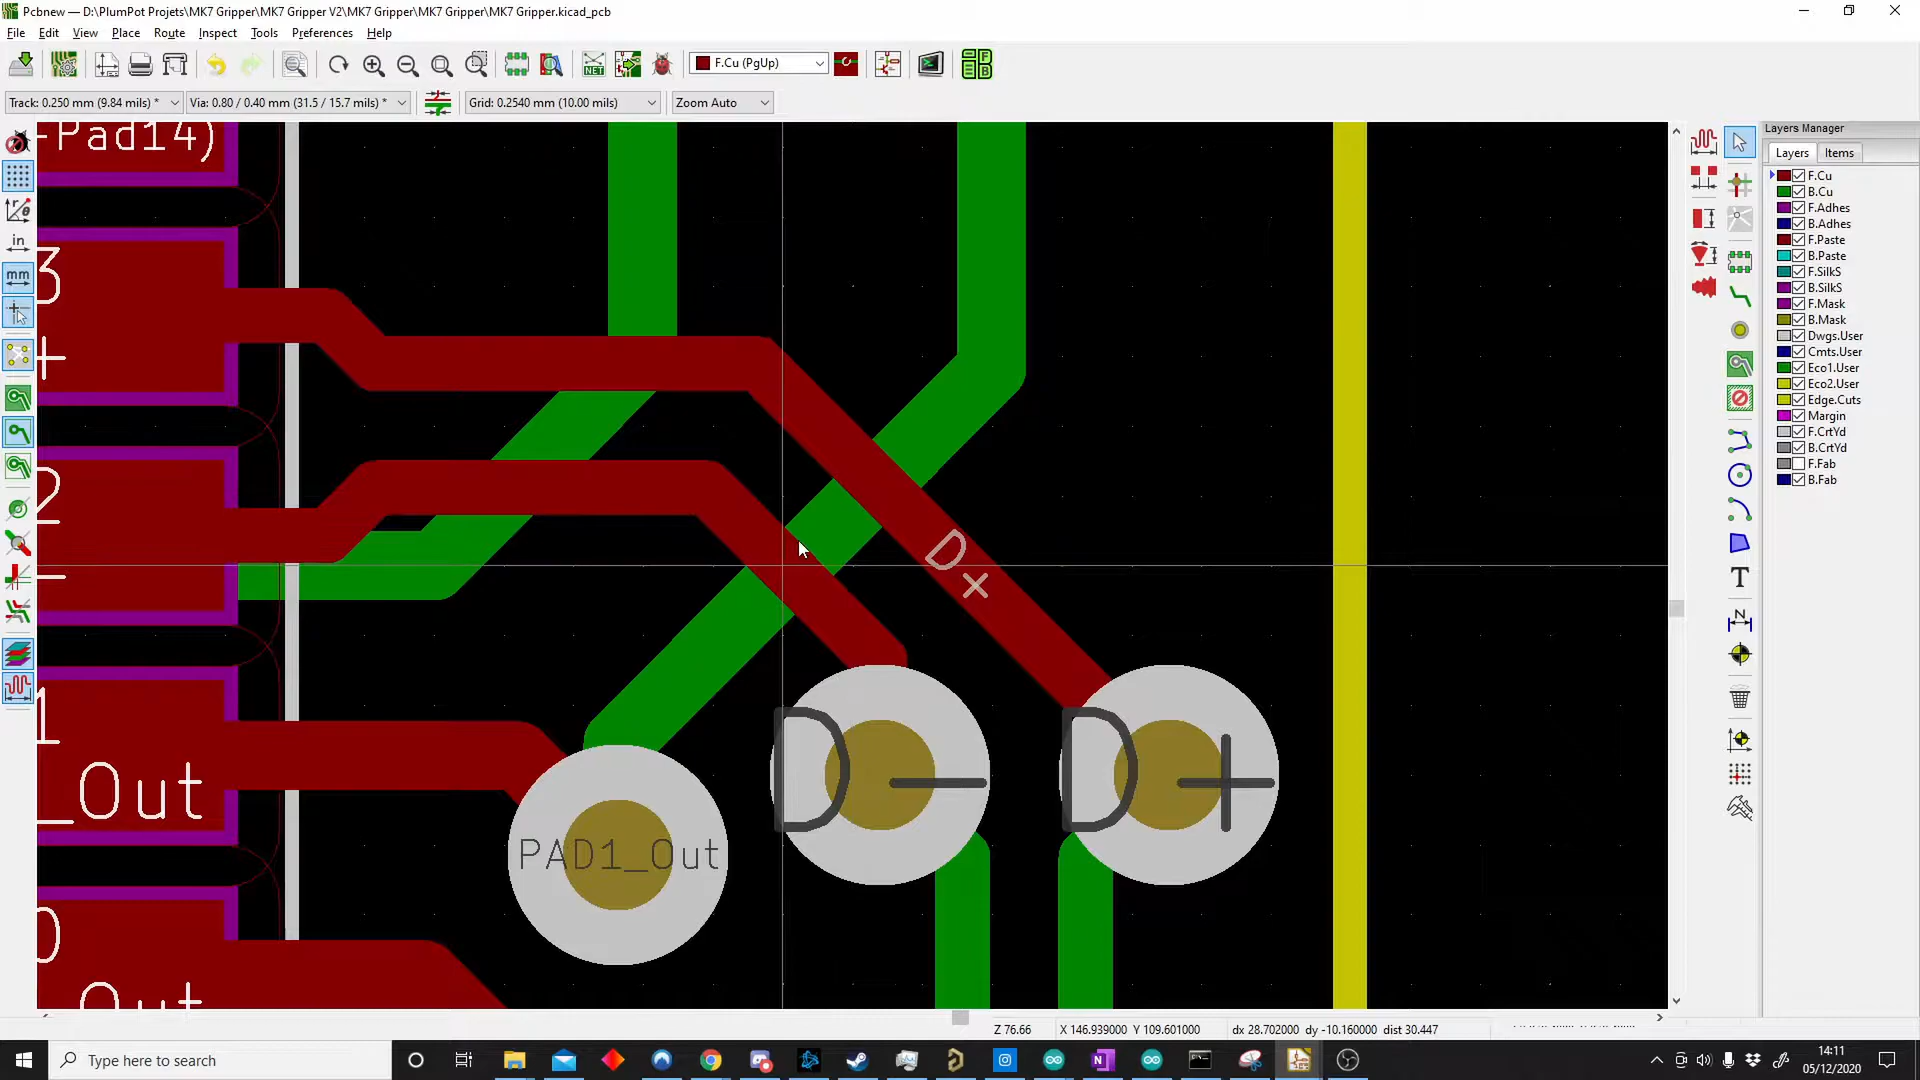 Pcbnew — D:\PlumPot Projets\MK7 Gripper\MK7 Gripper V2\MK7 Gripper\MK7 Gripper\MK7 Gripper.kicad_pcb
File Edit View Place Route Inspect Tools Preferences Help
NET F.Cu (PgUp)
Track: 0.250 mm (9.84 mils) * Via: 0.80 / 0.40 mm (31.5 / 15.7 mils) * Grid: 0.2540 mm (10.00 mils) Zoom Auto
in
mm
-Pad14)
3
+
2
−
1
_Out
0
Out
D+
D−
D+
PAD1_Out
T
N
Layers Manager
Layers Items
F.Cu
B.Cu
F.Adhes
B.Adhes
F.Paste
B.Paste
F.SilkS
B.SilkS
F.Mask
B.Mask
Dwgs.User
Cmts.User
Eco1.User
Eco2.User
Edge.Cuts
Margin
F.CrtYd
B.CrtYd
F.Fab
B.Fab
Z 76.66 X 146.939000 Y 109.601000 dx 28.702000 dy -10.160000 dist 30.447
Type here to search
14:11
05/12/2020